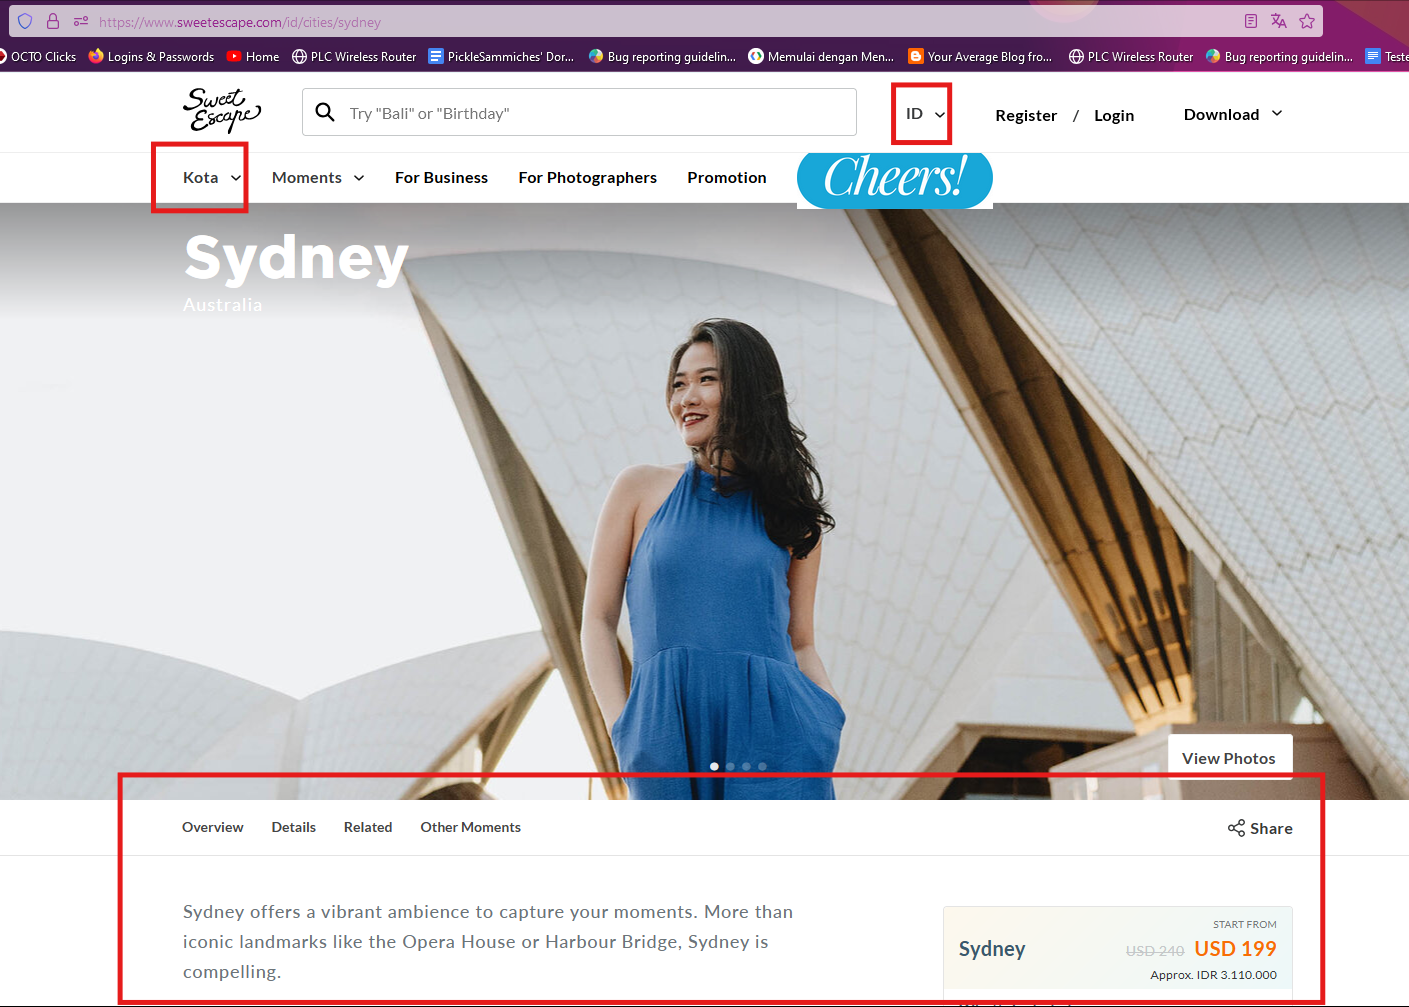 https://www.sweetescape.com/id/cities/sydney
OCTO Clicks
Logins & Passwords
Home
PLC Wireless Router
PickleSammiches' Dor...
Bug reporting guidelin...
Memulai dengan Men...
Your Average Blog fro...
PLC Wireless Router
Bug reporting guidelin...
Teste
Sweet Escape
Try "Bali" or "Birthday"
ID
Register / Login
Download
Kota
Moments
For Business
For Photographers
Promotion
Cheers!
Sydney
Australia
View Photos
Overview
Details
Related
Other Moments
Share
Sydney offers a vibrant ambience to capture your moments. More than
iconic landmarks like the Opera House or Harbour Bridge, Sydney is
compelling.
START FROM
Sydney
USD 240 USD 199
Approx. IDR 3.110.000